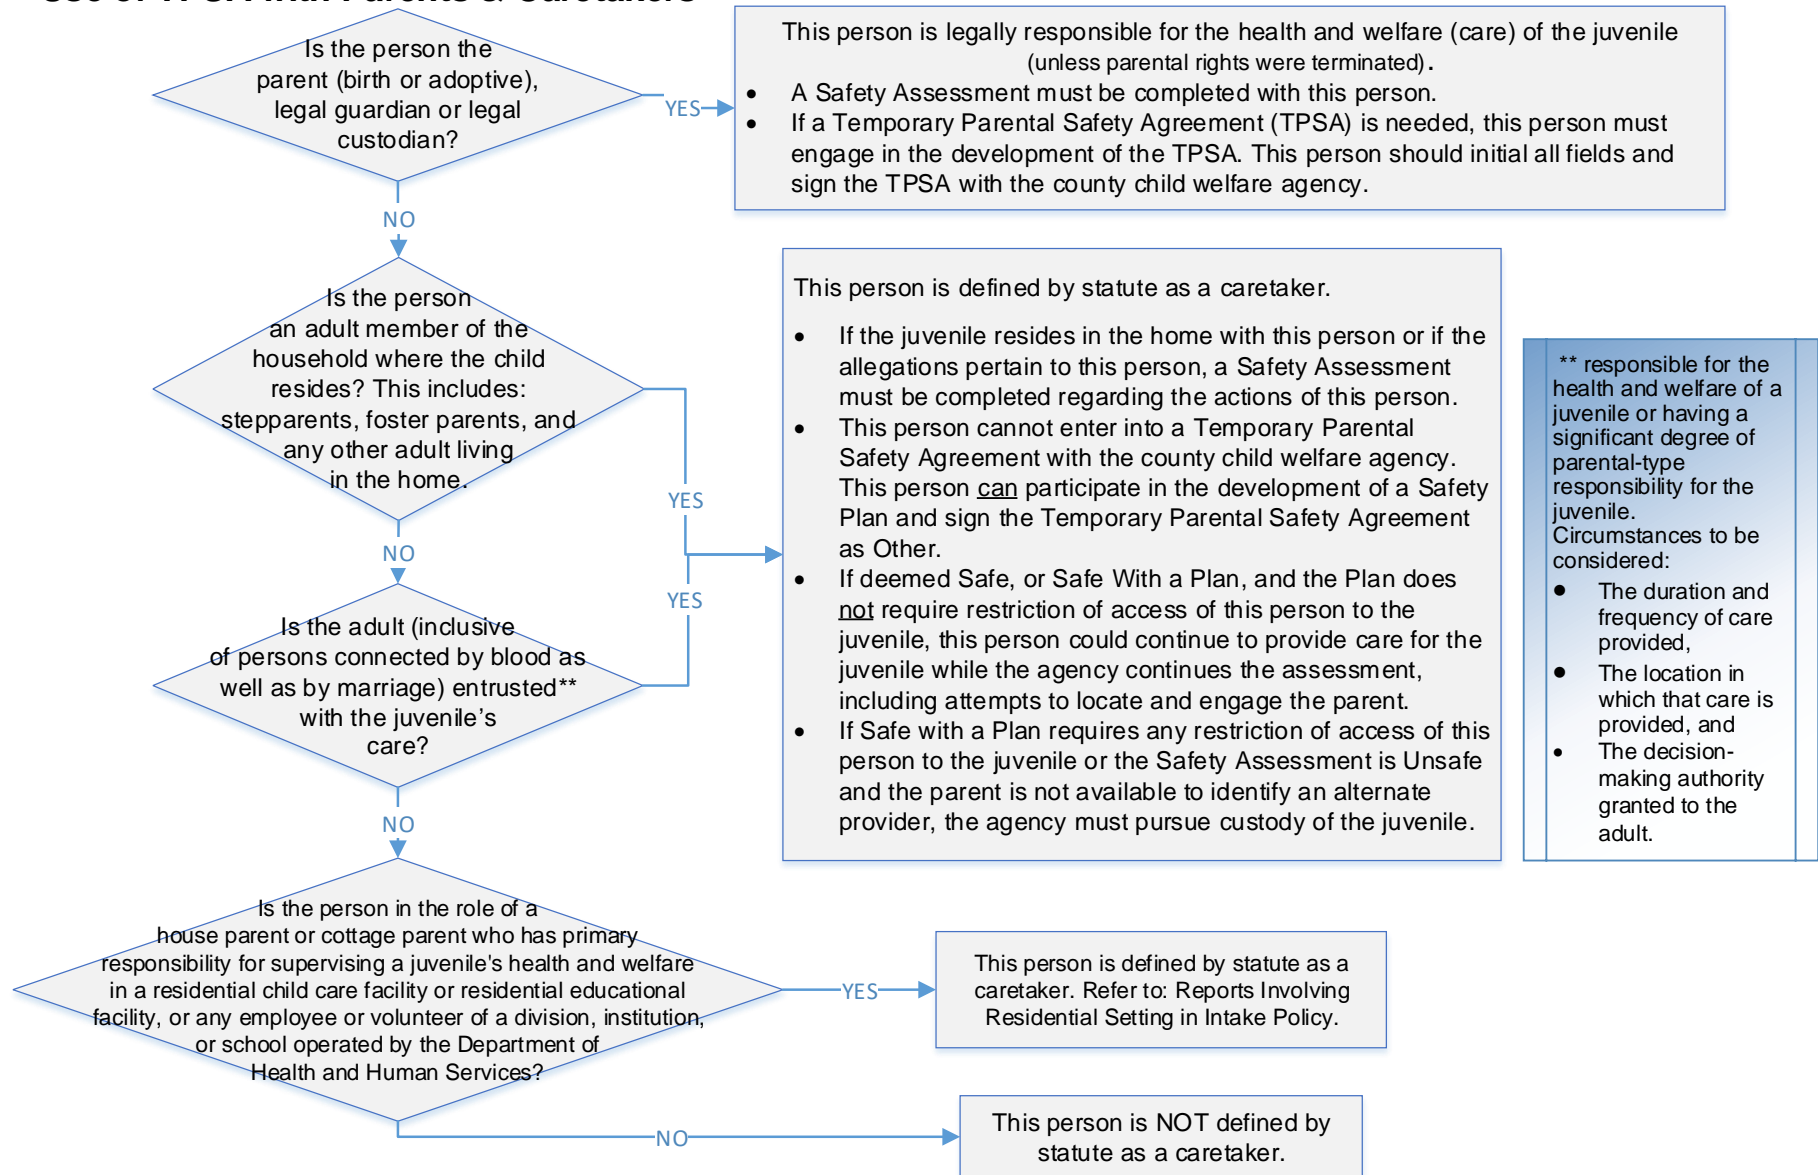 Is the person the
parent (birth or adoptive),
legal guardian or legal
custodian?
YES
This person is legally responsible for the health and welfare (care) of the juvenile
(unless parental rights were terminated).
• A Safety Assessment must be completed with this person.
• If a Temporary Parental Safety Agreement (TPSA) is needed, this person must
engage in the development of the TPSA. This person should initial all fields and
sign the TPSA with the county child welfare agency.
NO
Is the person
an adult member of the
household where the child
resides? This includes:
stepparents, foster parents, and
any other adult living
in the home.
YES
NO
Is the adult (inclusive
of persons connected by blood as
well as by marriage) entrusted**
with the juvenile's
care?
YES
This person is defined by statute as a caretaker.
• If the juvenile resides in the home with this person or if the
allegations pertain to this person, a Safety Assessment
must be completed regarding the actions of this person.
• This person cannot enter into a Temporary Parental
Safety Agreement with the county child welfare agency.
This person can participate in the development of a Safety
Plan and sign the Temporary Parental Safety Agreement
as Other.
• If deemed Safe, or Safe With a Plan, and the Plan does
not require restriction of access of this person to the
juvenile, this person could continue to provide care for the
juvenile while the agency continues the assessment,
including attempts to locate and engage the parent.
• If Safe with a Plan requires any restriction of access of this
person to the juvenile or the Safety Assessment is Unsafe
and the parent is not available to identify an alternate
provider, the agency must pursue custody of the juvenile.
** responsible for the
health and welfare of a
juvenile or having a
significant degree of
parental-type
responsibility for the
juvenile.
Circumstances to be
considered:
• The duration and
frequency of care
provided,
• The location in
which that care is
provided, and
• The decision-
making authority
granted to the
adult.
NO
Is the person in the role of a
house parent or cottage parent who has primary
responsibility for supervising a juvenile's health and welfare
in a residential child care facility or residential educational
facility, or any employee or volunteer of a division, institution,
or school operated by the Department of
Health and Human Services?
YES
This person is defined by statute as a
caretaker. Refer to: Reports Involving
Residential Setting in Intake Policy.
NO
This person is NOT defined by
statute as a caretaker.